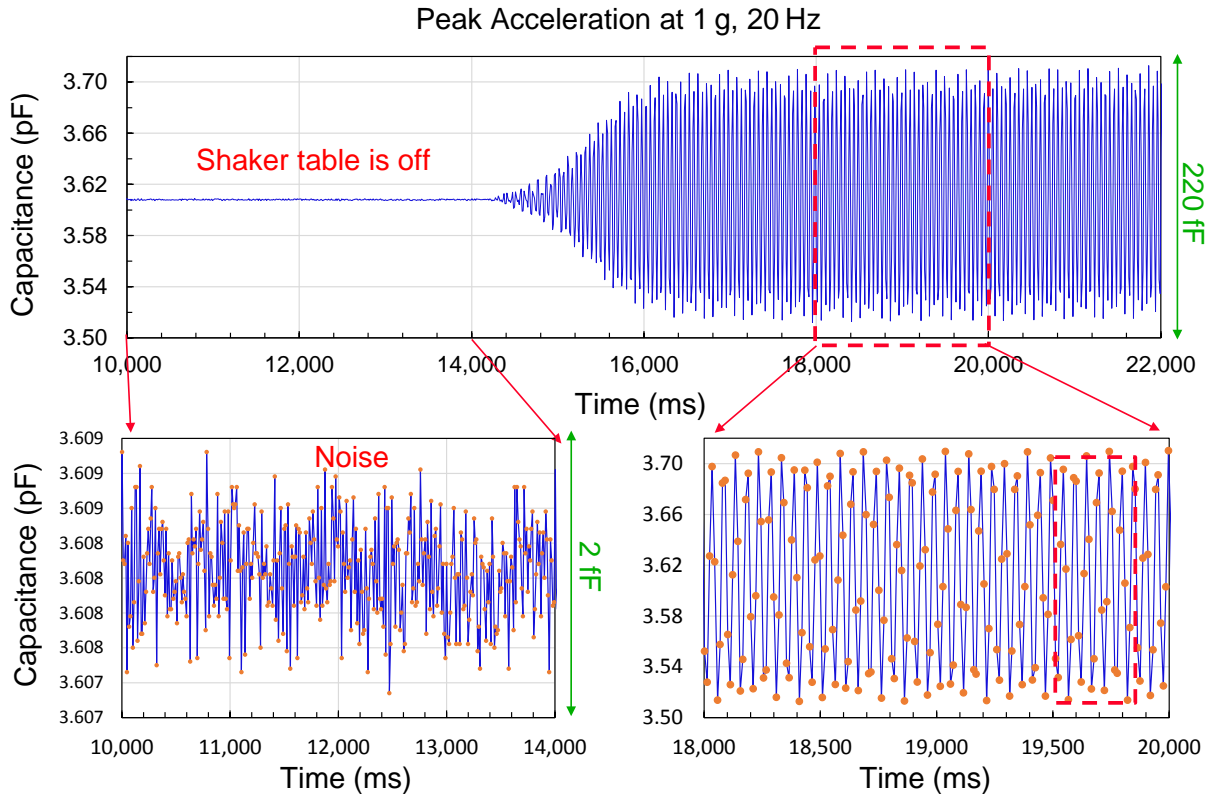 Peak Acceleration at 1 g, 20 Hz
Capacitance (pF)
3.70
3.66
3.62
3.58
3.54
3.50
Shaker table is off
220 fF
10,000 12,000 14,000 16,000 18,000 20,000 22,000
Time (ms)
Capacitance (pF)
3.609
3.609
3.609
3.608
3.608
3.608
3.608
3.607
3.607
Noise
2 fF
10,000 11,000 12,000 13,000 14,000
Time (ms)
Capacitance (pF)
3.70
3.66
3.62
3.58
3.54
3.50
18,000 18,500 19,000 19,500 20,000
Time (ms)